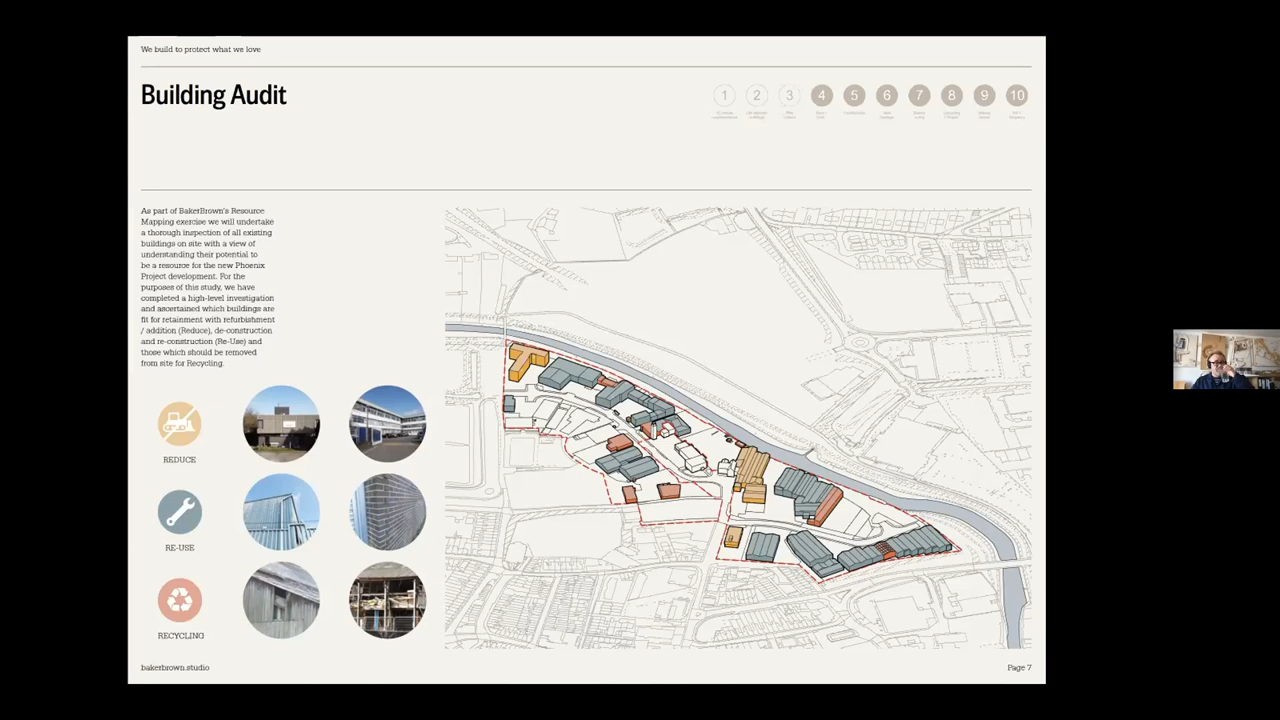 We build to protect what we love
Building Audit
1 2 3 4 5 6 7 8 9 10
As part of BakerBrown's Resource
Mapping exercise we will undertake
a thorough inspection of all existing
buildings on site with a view of
understanding their potential to
be a resource for the new Phoenix
Project development. For the
purposes of this study, we have
completed a high-level investigation
and ascertained which buildings are
fit for retainment with refurbishment
/ addition (Reduce), de-construction
and re-construction (Re-Use) and
those which should be removed
from site for Recycling.
REDUCE
RE-USE
RECYCLING
bakerbrown.studio
Page 7